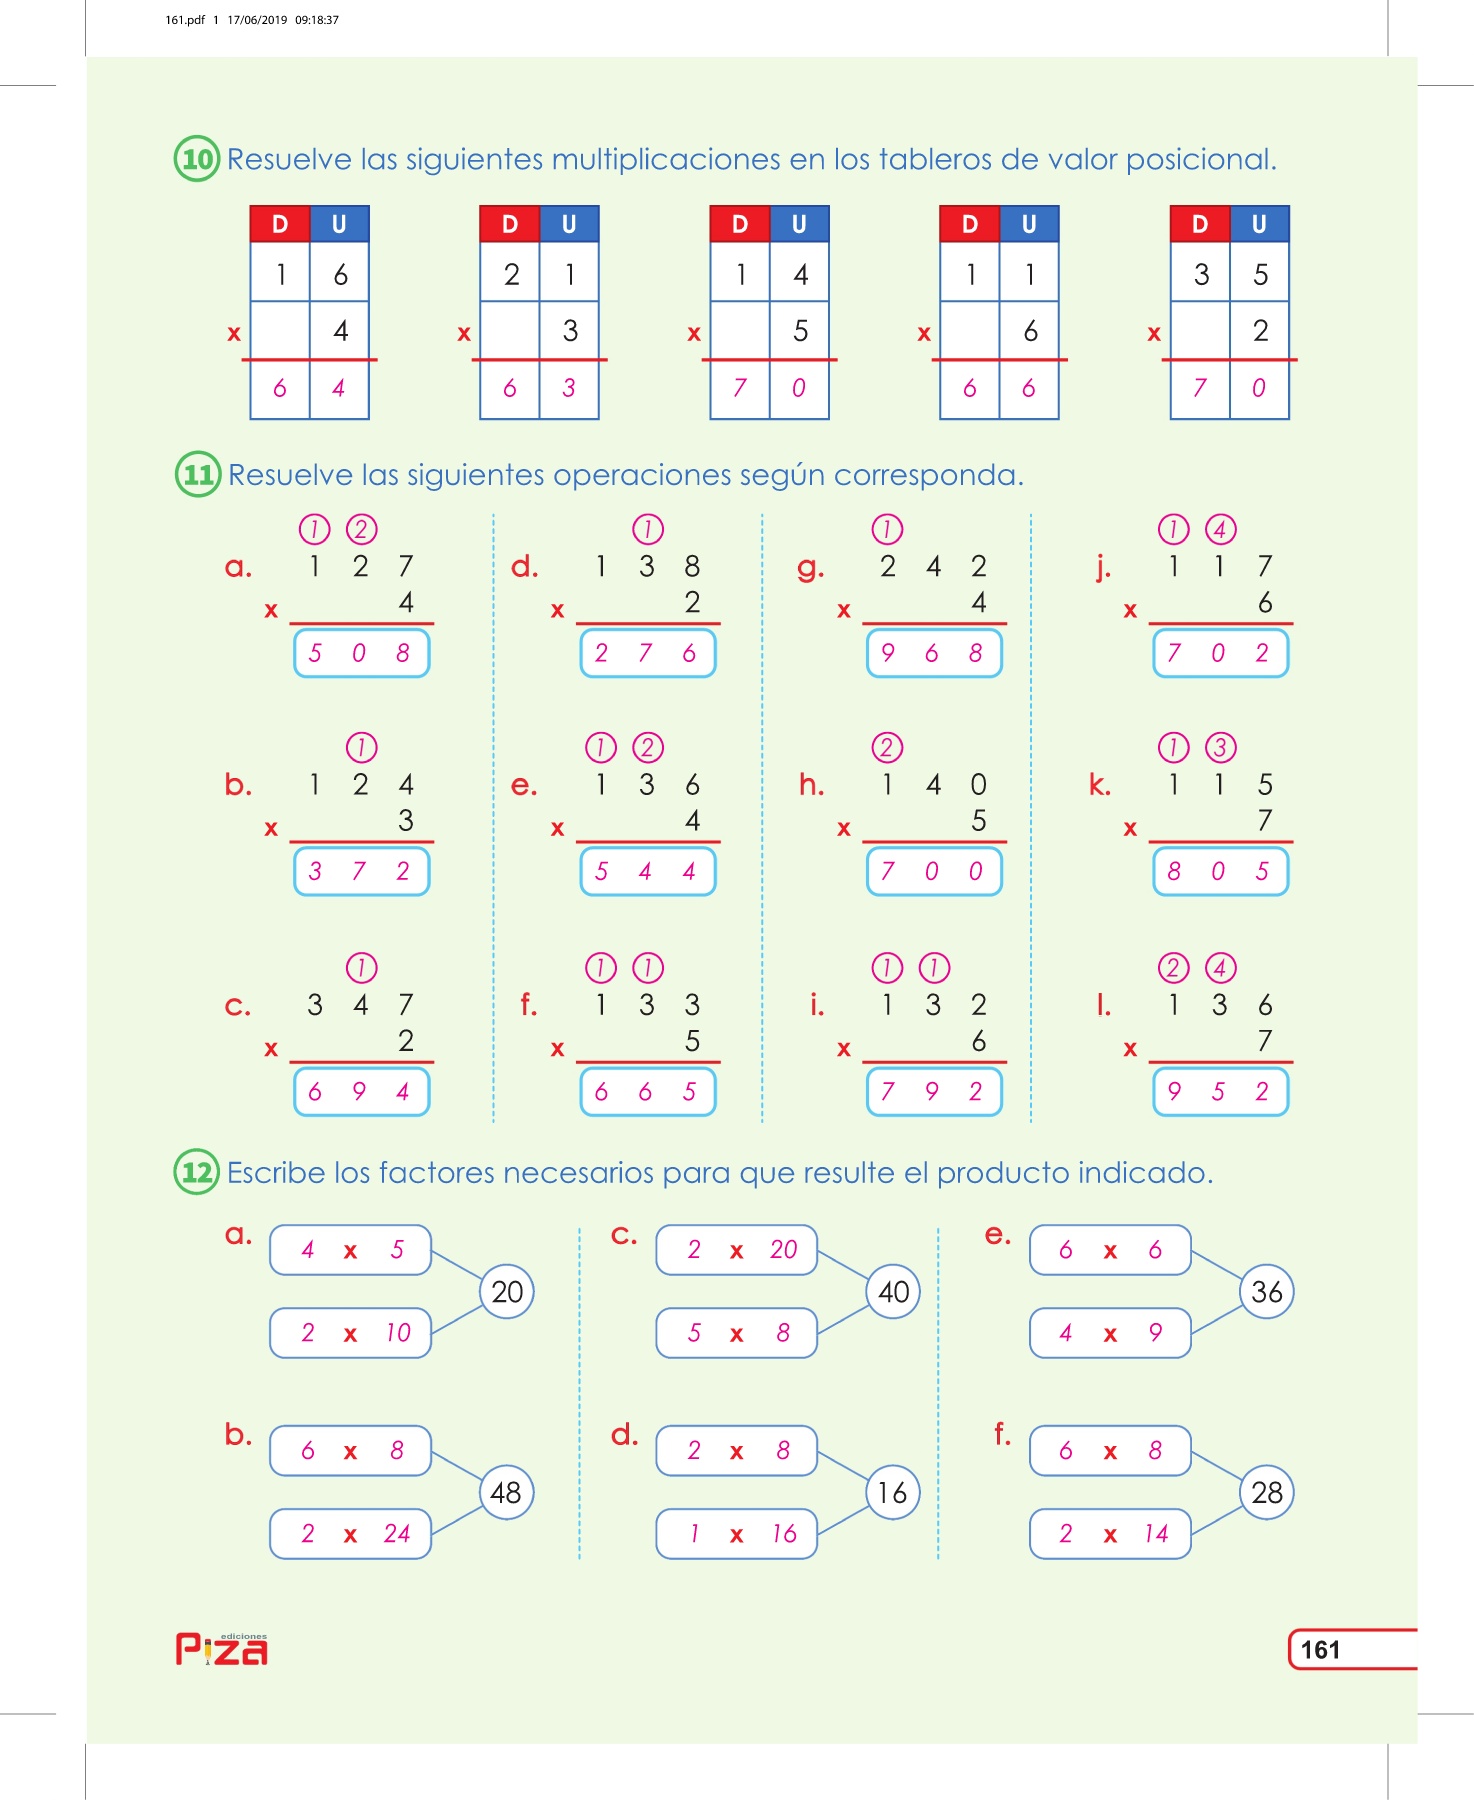 161.pdf 1 17/06/2019 09:18:37
10 Resuelve las siguientes multiplicaciones en los tableros de valor posicional.
D U D U D U D U D U
1 6 2 1 1 4 1 1 3 5
x 4 x 3 x 5 x 6 x 2
6 4 6 3 7 0 6 6 7 0
11 Resuelve las siguientes operaciones según corresponda.
1 2 1 1 1 4
a. 1 2 7 d. 1 3 8 g. 2 4 2 j. 1 1 7
x 4 x 2 x 4 x 6
5 0 8 2 7 6 9 6 8 7 0 2
1 1 2 2 1 3
b. 1 2 4 e. 1 3 6 h. 1 4 0 k. 1 1 5
x 3 x 4 x 5 x 7
3 7 2 5 4 4 7 0 0 8 0 5
1 1 1 1 1 2 4
c. 3 4 7 f. 1 3 3 i. 1 3 2 l. 1 3 6
x 2 x 5 x 6 x 7
6 9 4 6 6 5 7 9 2 9 5 2
12 Escribe los factores necesarios para que resulte el producto indicado.
a. 4 x 5 c. 2 x 20 e. 6 x 6
20 40 36
2 x 10 5 x 8 4 x 9
b. 6 x 8 d. 2 x 8 f. 6 x 8
48 16 28
2 x 24 1 x 16 2 x 14
ediciones
Piza
161